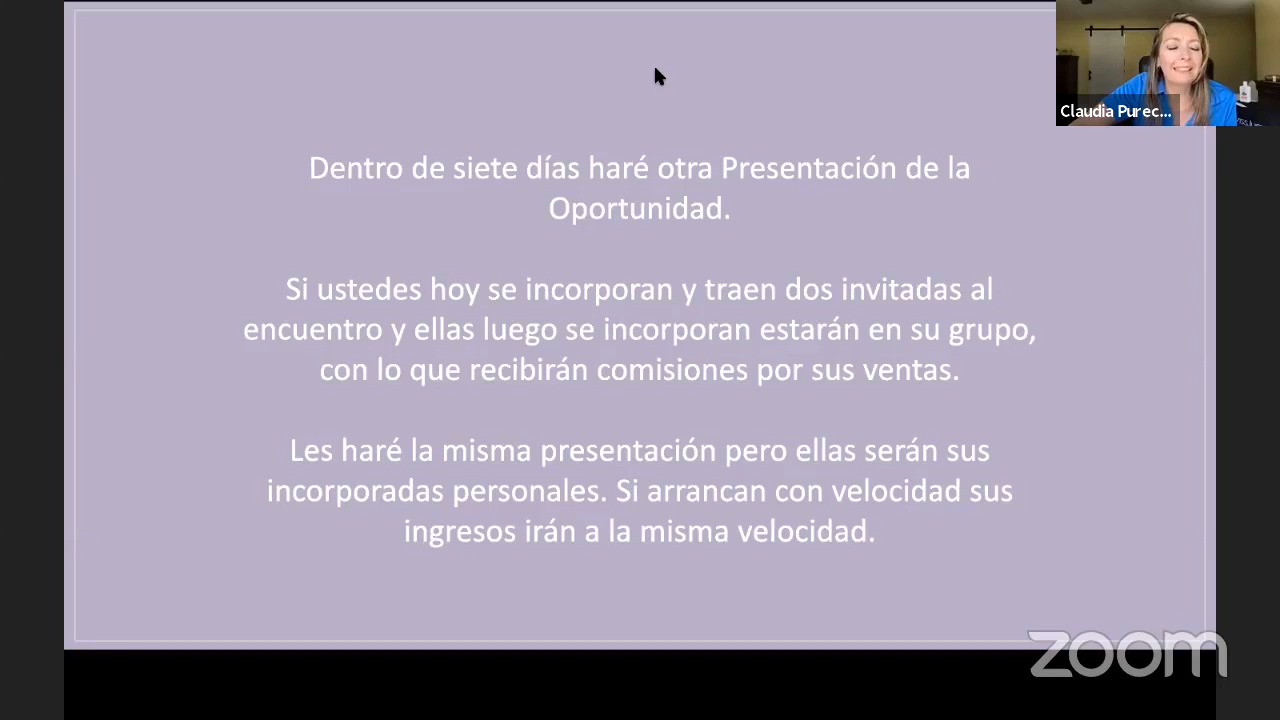 Claudia Purec...
Dentro de siete días haré otra Presentación de la
Oportunidad.
Si ustedes hoy se incorporan y traen dos invitadas al
encuentro y ellas luego se incorporan estarán en su grupo,
con lo que recibirán comisiones por sus ventas.
Les haré la misma presentación pero ellas serán sus
incorporadas personales. Si arrancan con velocidad sus
ingresos irán a la misma velocidad.
zoom